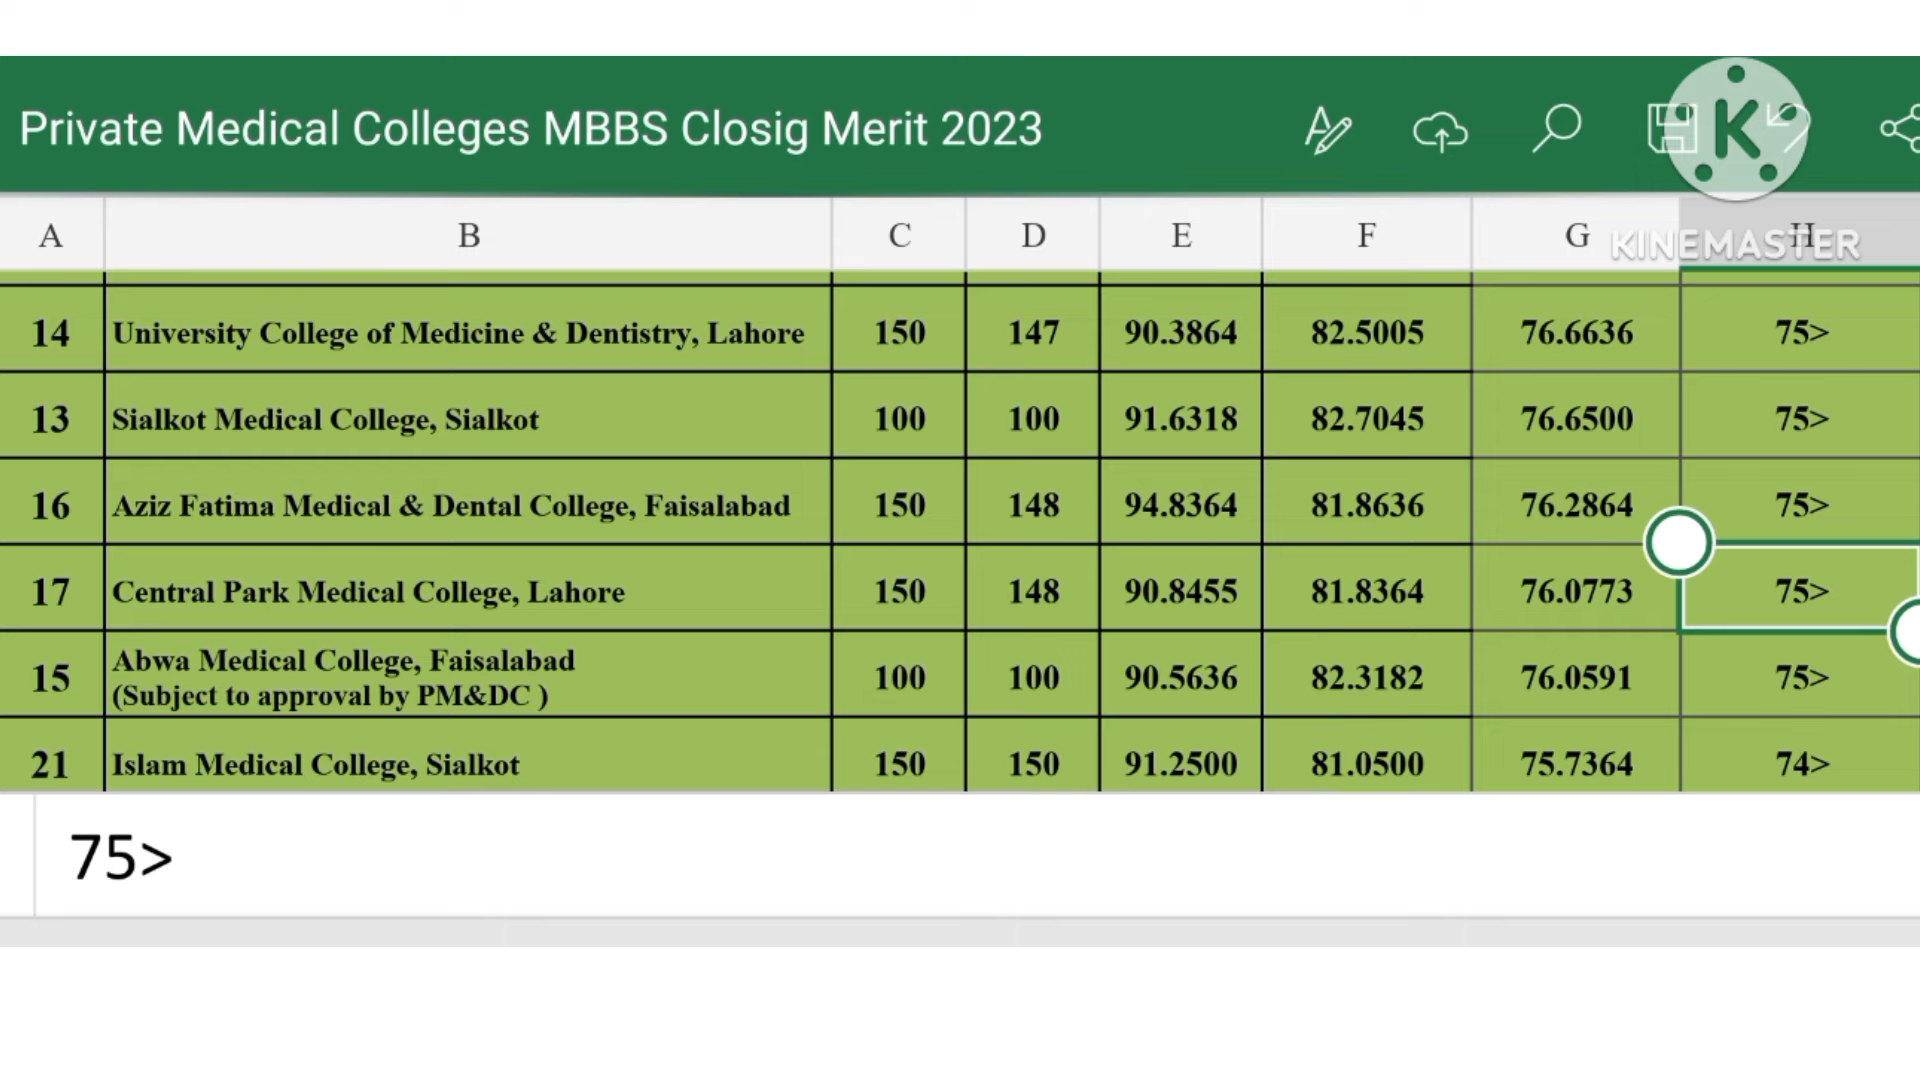 Private Medical Colleges MBBS Closig Merit 2023
K
KINEMASTER
A B C D E F G H
14 University College of Medicine & Dentistry, Lahore 150 147 90.3864 82.5005 76.6636 75>
13 Sialkot Medical College, Sialkot 100 100 91.6318 82.7045 76.6500 75>
16 Aziz Fatima Medical & Dental College, Faisalabad 150 148 94.8364 81.8636 76.2864 75>
17 Central Park Medical College, Lahore 150 148 90.8455 81.8364 76.0773 75>
15 Abwa Medical College, Faisalabad
(Subject to approval by PM&DC ) 100 100 90.5636 82.3182 76.0591 75>
21 Islam Medical College, Sialkot 150 150 91.2500 81.0500 75.7364 74>
75>